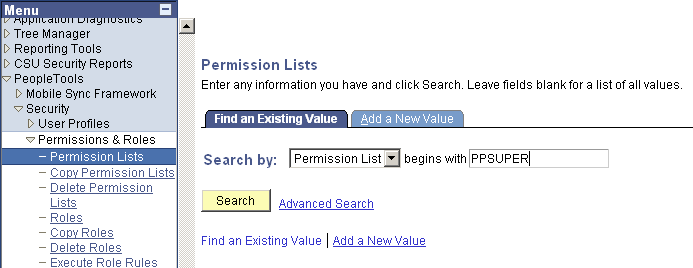 Menu
Application Diagnostics
Tree Manager
Reporting Tools
CSU Security Reports
PeopleTools
Mobile Sync Framework
Security
User Profiles
Permissions & Roles
Permission Lists
Copy Permission Lists
Delete Permission
Lists
Roles
Copy Roles
Delete Roles
Execute Role Rules
Permission Lists
Enter any information you have and click Search. Leave fields blank for a list of all values.
Find an Existing Value Add a New Value
Search by: Permission List begins with PPSUPER
Search Advanced Search
Find an Existing Value | Add a New Value